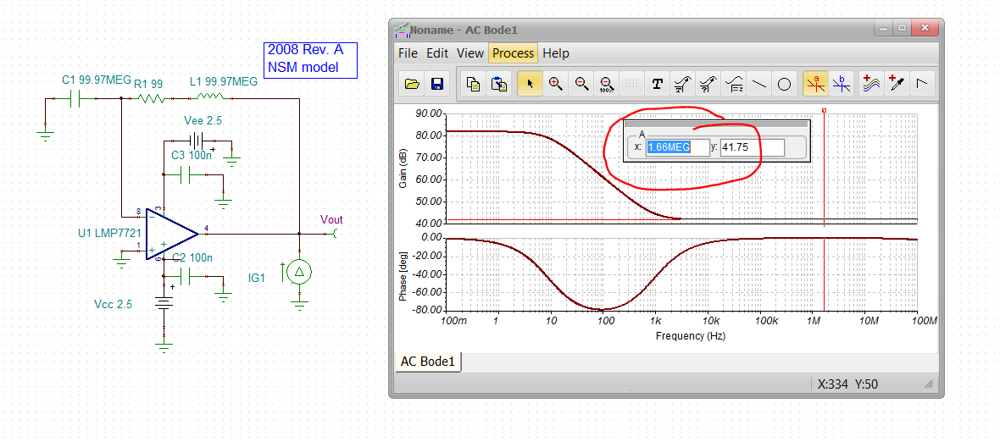 2008 Rev. A
NSM model
C1 99.97MEG
R1 99
L1 99.97MEG
Vee 2.5
+
C3 100n
3
8
-
U1 LMP7721
4
Vout
1
+
+
6
C2 100n
IG1
+
Vcc 2.5
Noname - AC Bode1
File Edit View Process Help
100%
T
a
b
90.00
80.00
70.00
60.00
50.00
40.00
Gain (dB)
A
x: 1.66MEG y: 41.75
a
0.00
-20.00
-40.00
-60.00
-80.00
Phase [deg]
100m 1 10 100 1k 10k 100k 1M 10M 100M
Frequency (Hz)
AC Bode1
X:334 Y:50